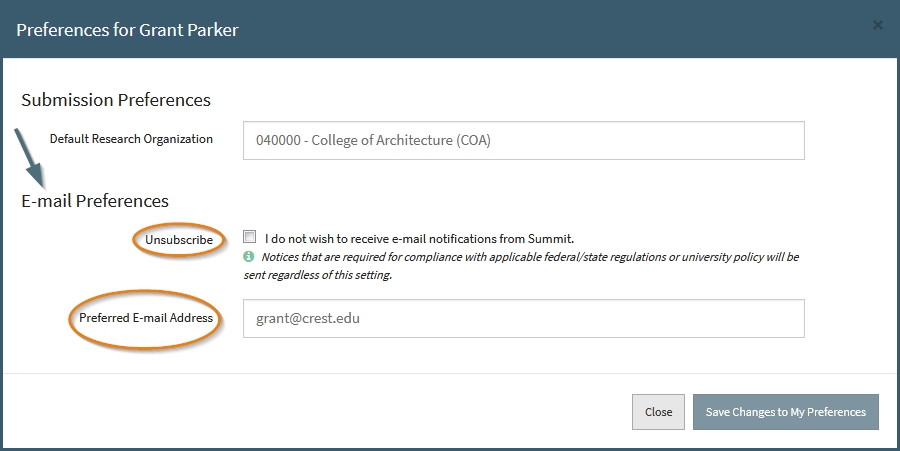 Preferences for Grant Parker
×
Submission Preferences
Default Research Organization
040000 - College of Architecture (COA)
E-mail Preferences
Unsubscribe
I do not wish to receive e-mail notifications from Summit.
Notices that are required for compliance with applicable federal/state regulations or university policy will be
sent regardless of this setting.
Preferred E-mail Address
grant@crest.edu
Close
Save Changes to My Preferences